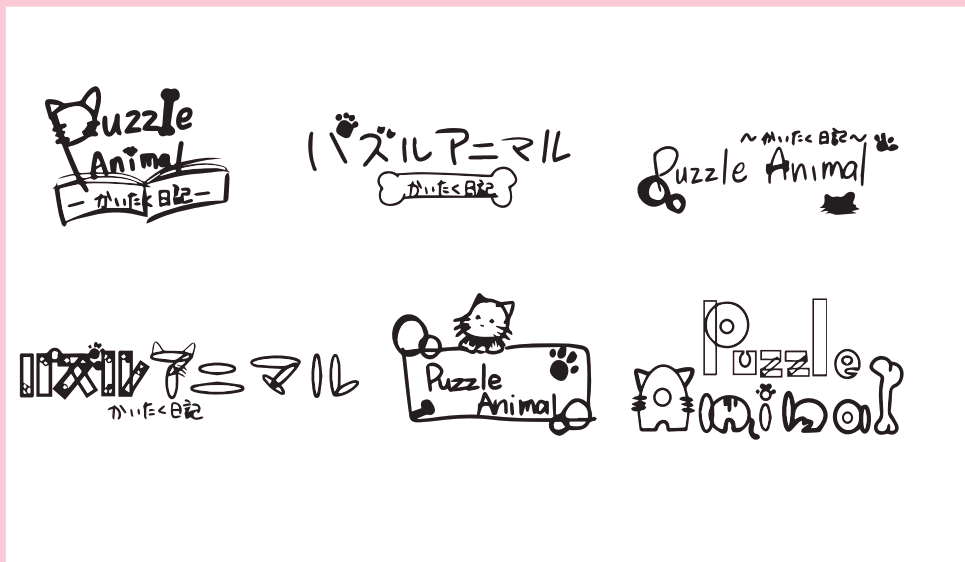 Puzzle
Animal
ーかいたく日記ー
パズルアニマル
かいたく日記
～かいたく日記～
Puzzle Animal
パズルアニマル
かいたく日記
Puzzle
Animal
Puzzle
Animal